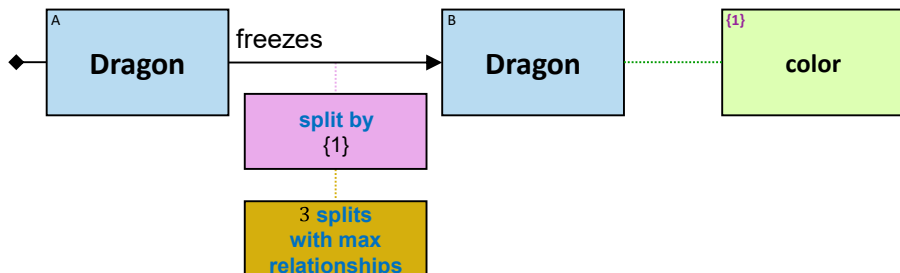 A
Dragon
freezes
B
Dragon
{1}
color
split by
{1}
3 splits
with max
relationships